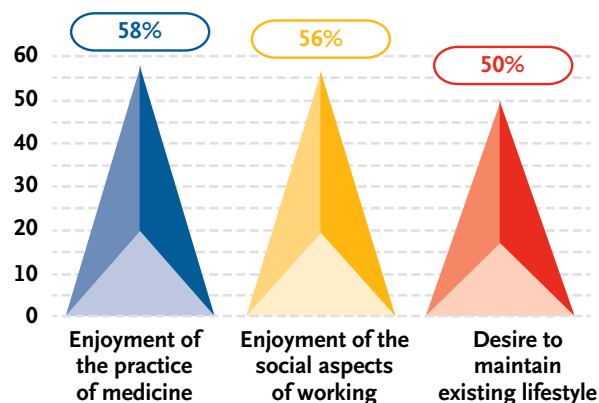 58%
56%
50%
60
50
40
30
20
10
0
Enjoyment of
the practice
of medicine
Enjoyment of the
social aspects
of working
Desire to
maintain
existing lifestyle